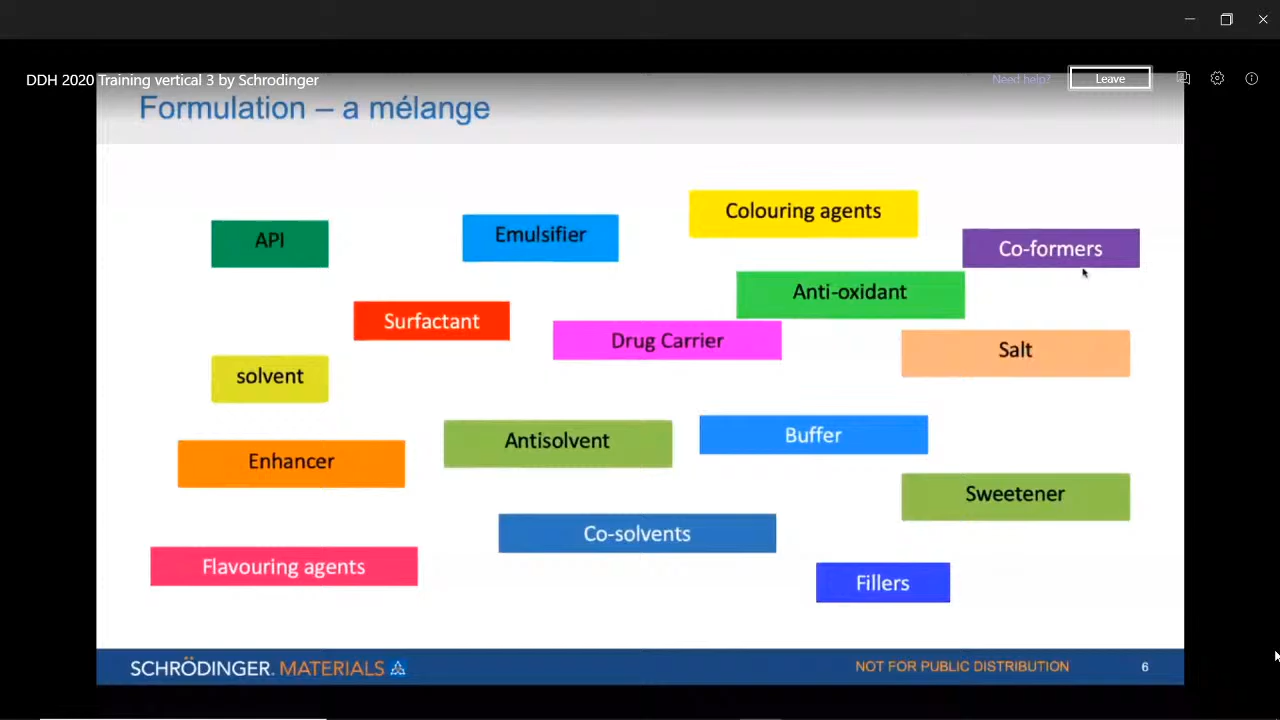 DDH 2020 Training vertical 3 by Schrodinger
Need help?
Leave
Formulation – a mélange
Colouring agents
API
Emulsifier
Co-formers
Anti-oxidant
Surfactant
Drug Carrier
Salt
solvent
Antisolvent
Buffer
Enhancer
Sweetener
Co-solvents
Flavouring agents
Fillers
SCHRÖDINGER. MATERIALS
NOT FOR PUBLIC DISTRIBUTION
6